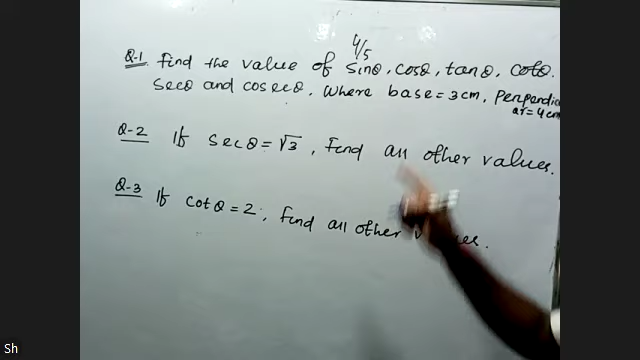 4/5
Q-1 Find the value of sinθ, cosθ, tanθ, cotθ.
secθ and cosecθ. Where base = 3cm, Perpendi
ar = 4cm
Q-2 If secθ = √3, Find all other values.
Q-3 If cotθ = 2, Find all other
Sh